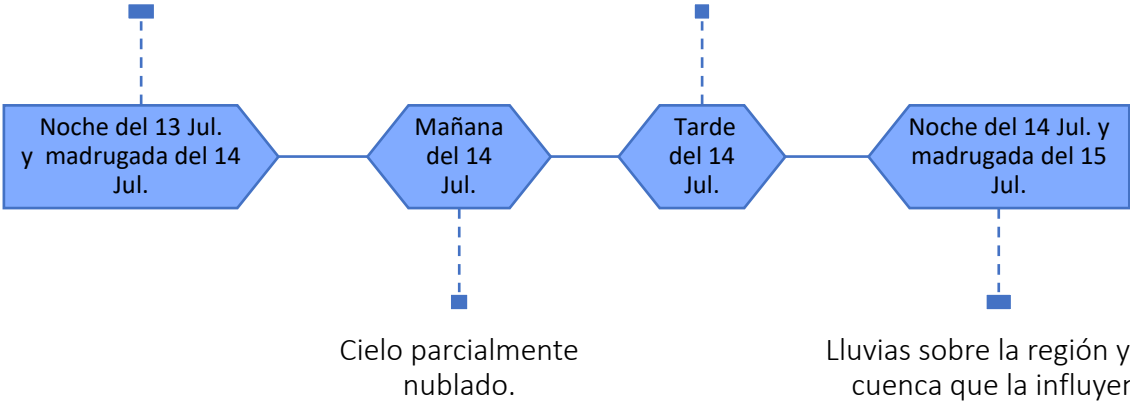 Noche del 13 Jul.
y madrugada del 14
Jul.
Mañana
del 14
Jul.
Tarde
del 14
Jul.
Noche del 14 Jul. y
madrugada del 15
Jul.
Cielo parcialmente
nublado.
Lluvias sobre la región y
cuenca que la influyen